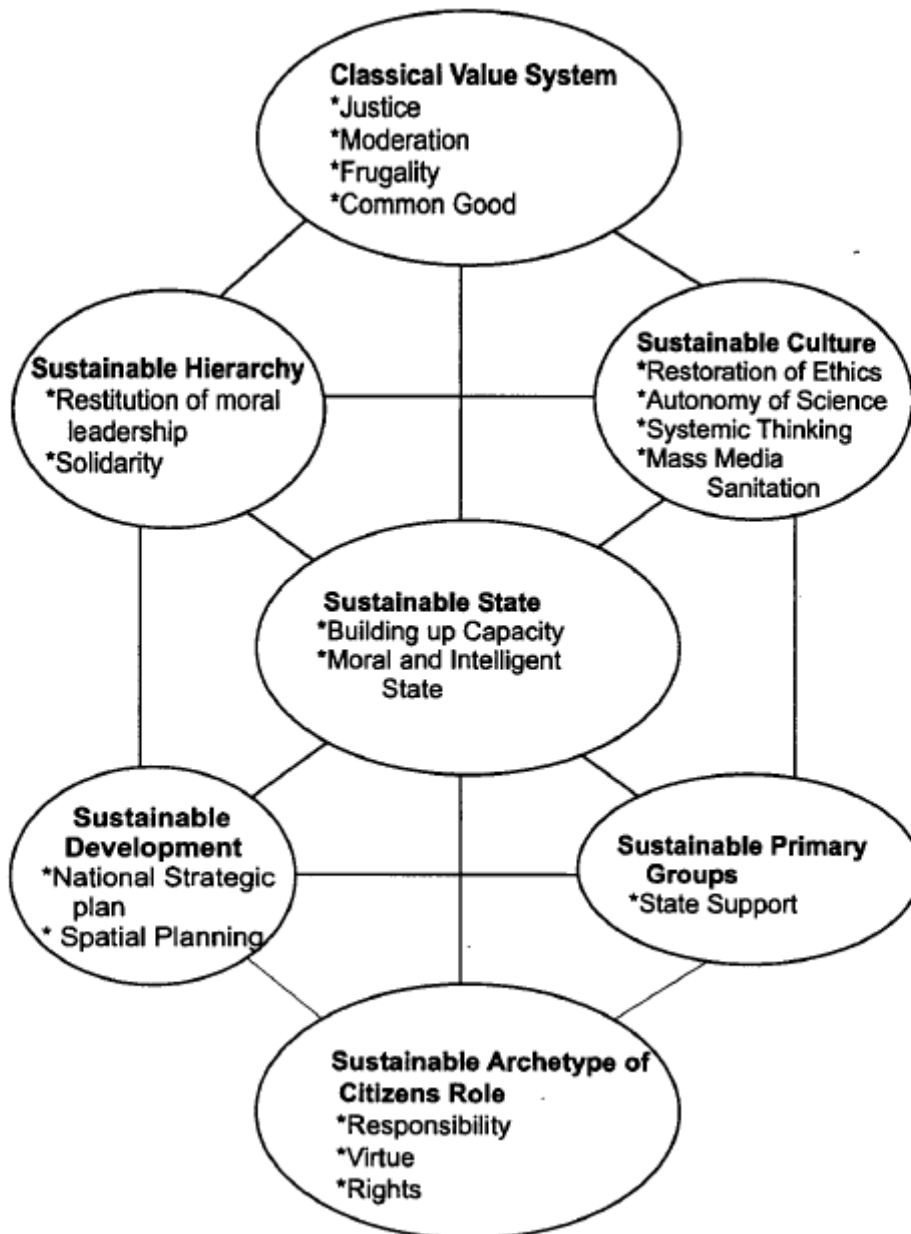 Classical Value System
*Justice
*Moderation
*Frugality
*Common Good
Sustainable Hierarchy
*Restitution of moral
leadership
*Solidarity
Sustainable Culture
*Restoration of Ethics
*Autonomy of Science
*Systemic Thinking
*Mass Media
Sanitation
Sustainable State
*Building up Capacity
*Moral and Intelligent
State
Sustainable
Development
*National Strategic
plan
* Spatial Planning
Sustainable Primary
Groups
*State Support
Sustainable Archetype of
Citizens Role
*Responsibility
*Virtue
*Rights